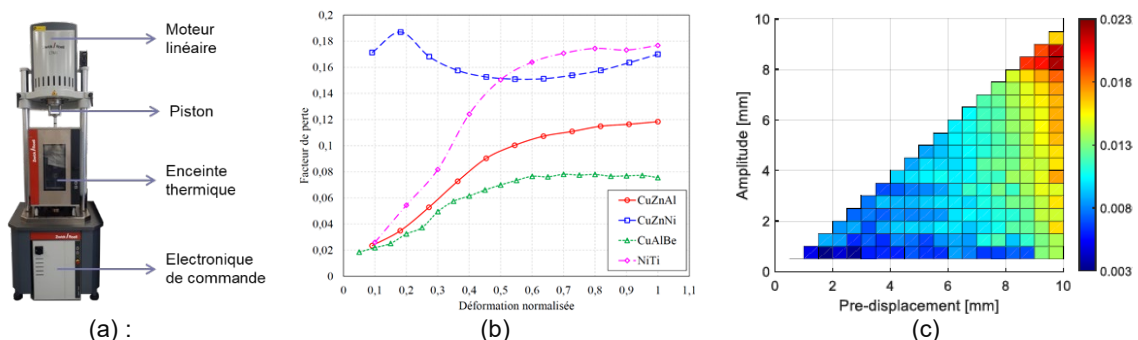 Moteur
linéaire
Piston
Enceinte
thermique
Electronique
de commande
(a) :
Facteur de perte
0,2
0,18
0,16
0,14
0,12
0,1
0,08
0,06
0,04
0,02
0
0 0,1 0,2 0,3 0,4 0,5 0,6 0,7 0,8 0,9 1 1,1
Déformation normalisée
CuZnAl
CuZnNi
CuAlBe
NiTi
(b)
Amplitude [mm]
10
8
6
4
2
0
0 2 4 6 8 10
Pre-displacement [mm]
0.023
0.018
0.013
0.008
0.003
(c)